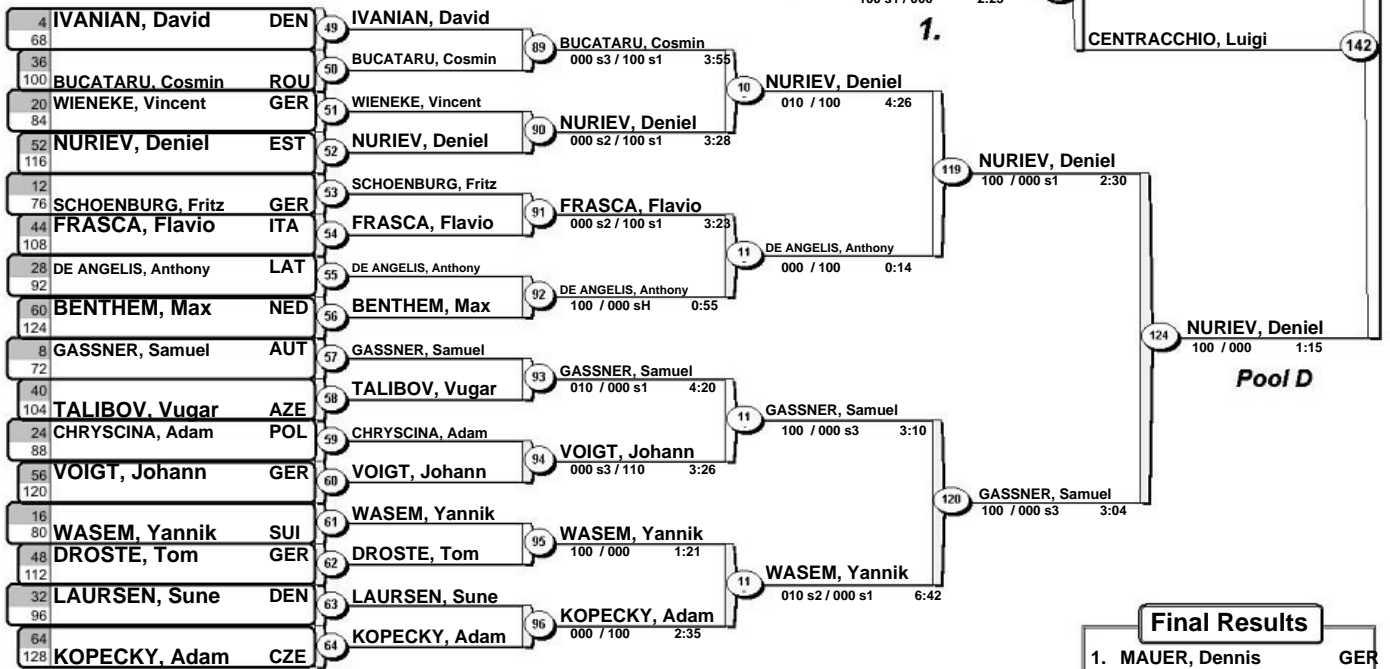 100 s1 / 000 2:25
1.
CENTRACCHIO, Luigi
142
4 IVANIAN, David DEN
68
36
100 BUCATARU, Cosmin ROU
20 WIENEKE, Vincent GER
84
52 NURIEV, Deniel EST
116
12
76 SCHOENBURG, Fritz GER
44 FRASCA, Flavio ITA
108
28 DE ANGELIS, Anthony LAT
92
60 BENTHEM, Max NED
124
8 GASSNER, Samuel AUT
72
40
104 TALIBOV, Vugar AZE
24 CHRYSCINA, Adam POL
88
56 VOIGT, Johann GER
120
16
80 WASEM, Yannik SUI
48 DROSTE, Tom GER
112
32 LAURSEN, Sune DEN
96
64
128 KOPECKY, Adam CZE
49 IVANIAN, David
50 BUCATARU, Cosmin
51 WIENEKE, Vincent
52 NURIEV, Deniel
53 SCHOENBURG, Fritz
54 FRASCA, Flavio
55 DE ANGELIS, Anthony
56 BENTHEM, Max
57 GASSNER, Samuel
58 TALIBOV, Vugar
59 CHRYSCINA, Adam
60 VOIGT, Johann
61 WASEM, Yannik
62 DROSTE, Tom
63 LAURSEN, Sune
64 KOPECKY, Adam
89 BUCATARU, Cosmin
000 s3 / 100 s1 3:55
90 NURIEV, Deniel
000 s2 / 100 s1 3:28
91 FRASCA, Flavio
000 s2 / 100 s1 3:23
92 DE ANGELIS, Anthony
100 / 000 sH 0:55
93 GASSNER, Samuel
010 / 000 s1 4:20
94 VOIGT, Johann
000 s3 / 110 3:26
95 WASEM, Yannik
100 / 000 1:21
96 KOPECKY, Adam
000 / 100 2:35
10 NURIEV, Deniel
010 / 100 4:26
11 DE ANGELIS, Anthony
000 / 100 0:14
11 GASSNER, Samuel
100 / 000 s3 3:10
11 WASEM, Yannik
010 s2 / 000 s1 6:42
119 NURIEV, Deniel
100 / 000 s1 2:30
120 GASSNER, Samuel
100 / 000 s3 3:04
124 NURIEV, Deniel
100 / 000 1:15
Pool D
Final Results
1. MAUER, Dennis GER